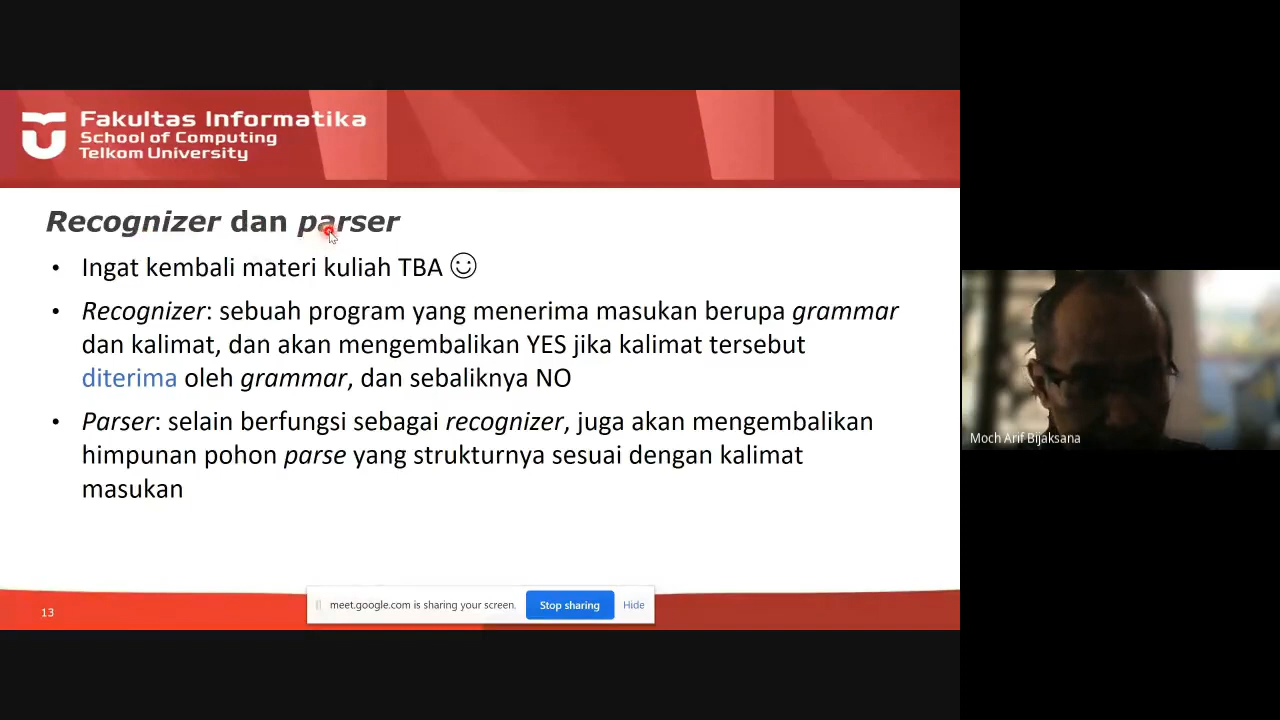 Fakultas Informatika
School of Computing
Telkom University
Recognizer dan parser
• Ingat kembali materi kuliah TBA ☺
• Recognizer: sebuah program yang menerima masukan berupa grammar
dan kalimat, dan akan mengembalikan YES jika kalimat tersebut
diterima oleh grammar, dan sebaliknya NO
• Parser: selain berfungsi sebagai recognizer, juga akan mengembalikan
himpunan pohon parse yang strukturnya sesuai dengan kalimat
masukan
13
meet.google.com is sharing your screen.
Stop sharing
Hide
Moch Arif Bijaksana